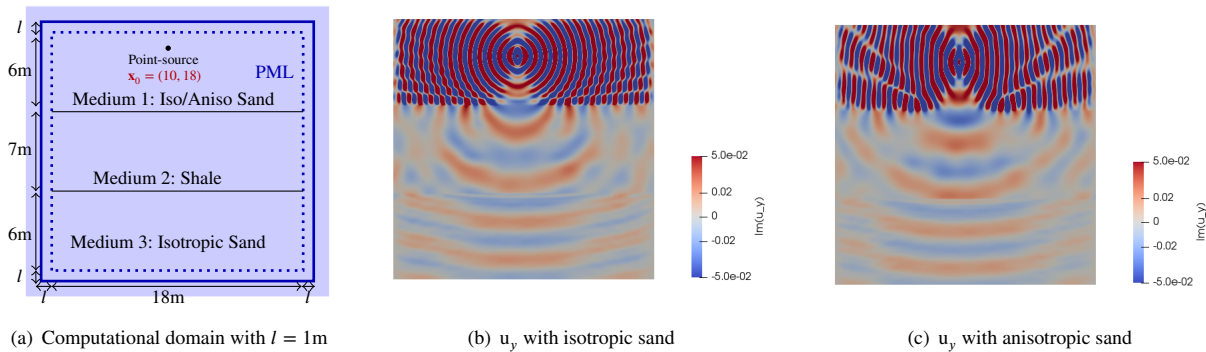 l
6m
Point-source
x₀ = (10, 18)
PML
Medium 1: Iso/Aniso Sand
7m
Medium 2: Shale
6m
Medium 3: Isotropic Sand
l
l
18m
l
(a) Computational domain with l = 1m
5.0e-02
0.02
0
-0.02
-5.0e-02
Im(u_y)
(b) uᵧ with isotropic sand
5.0e-02
0.02
0
-0.02
-5.0e-02
Im(u_y)
(c) uᵧ with anisotropic sand